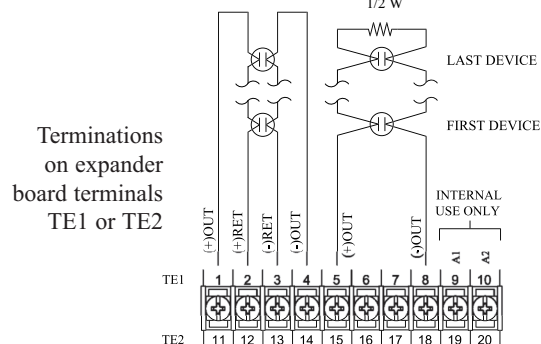 1/2 W
LAST DEVICE
FIRST DEVICE
Terminations
on expander
board terminals
TE1 or TE2
INTERNAL
USE ONLY
(+)OUT
(+)RET
(-)RET
(-)OUT
(+)OUT
(-)OUT
A1
A2
TE1 1 2 3 4 5 6 7 8 9 10
TE2 11 12 13 14 15 16 17 18 19 20